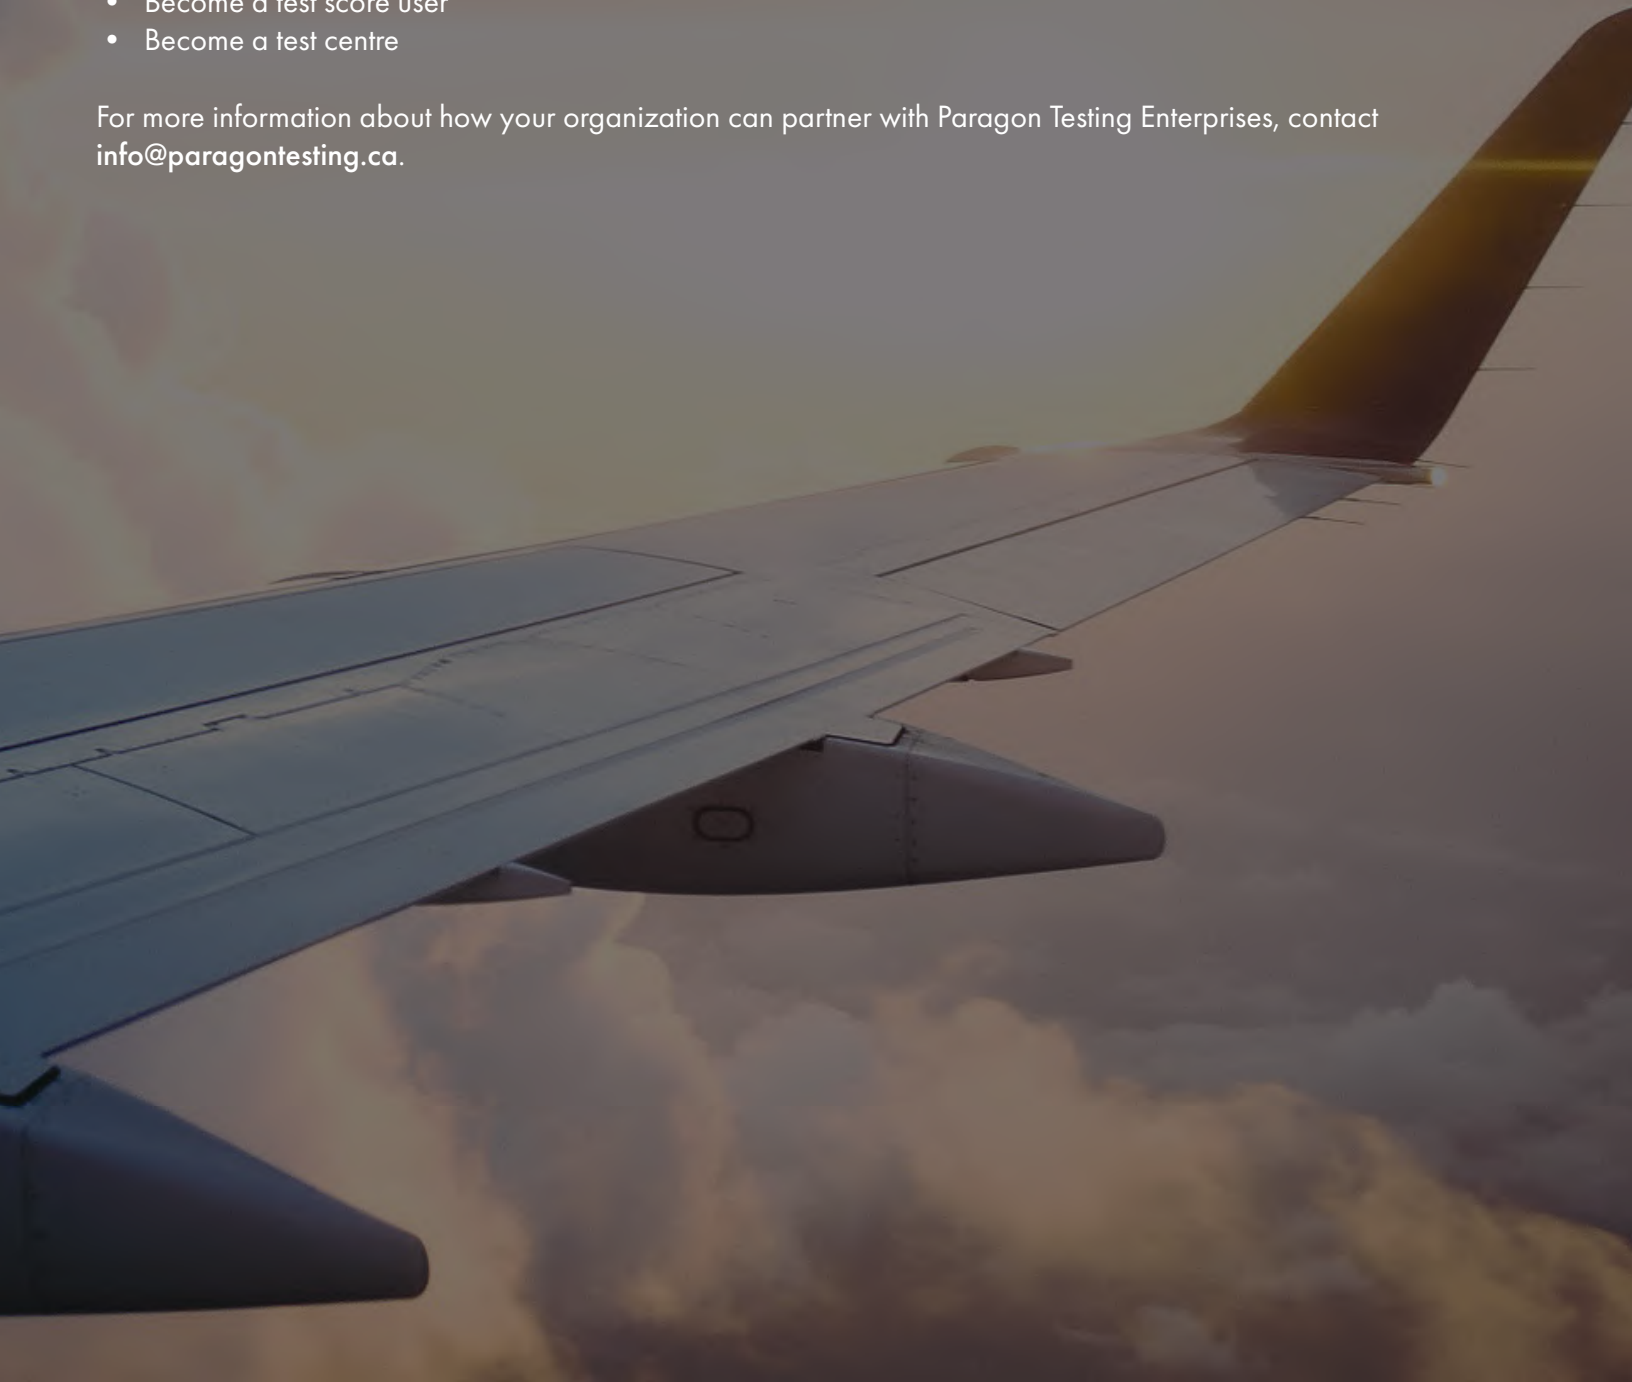 • Become a test score user
• Become a test centre
For more information about how your organization can partner with Paragon Testing Enterprises, contact
info@paragontesting.ca.